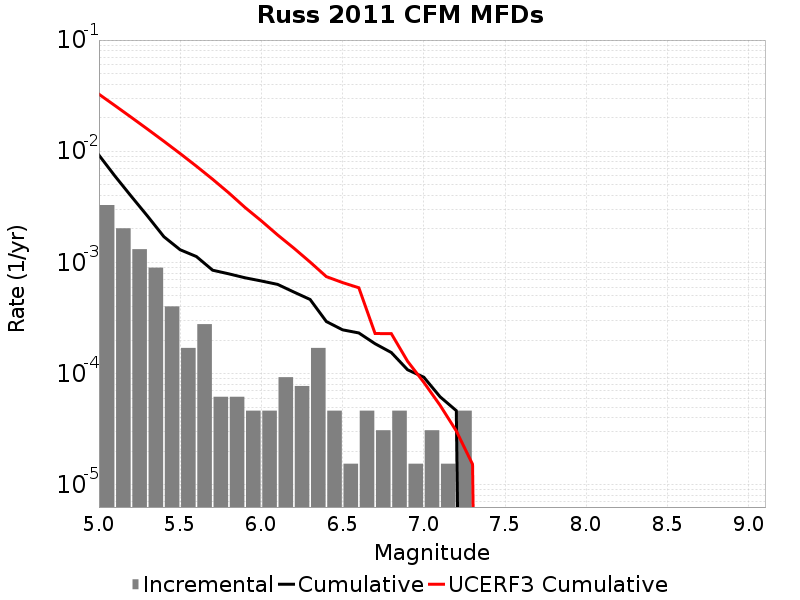 Russ 2011 CFM MFDs
10-1
10-2
10-3
10-4
10-5
Rate (1/yr)
5.0 5.5 6.0 6.5 7.0 7.5 8.0 8.5 9.0
Magnitude
Incremental Cumulative UCERF3 Cumulative